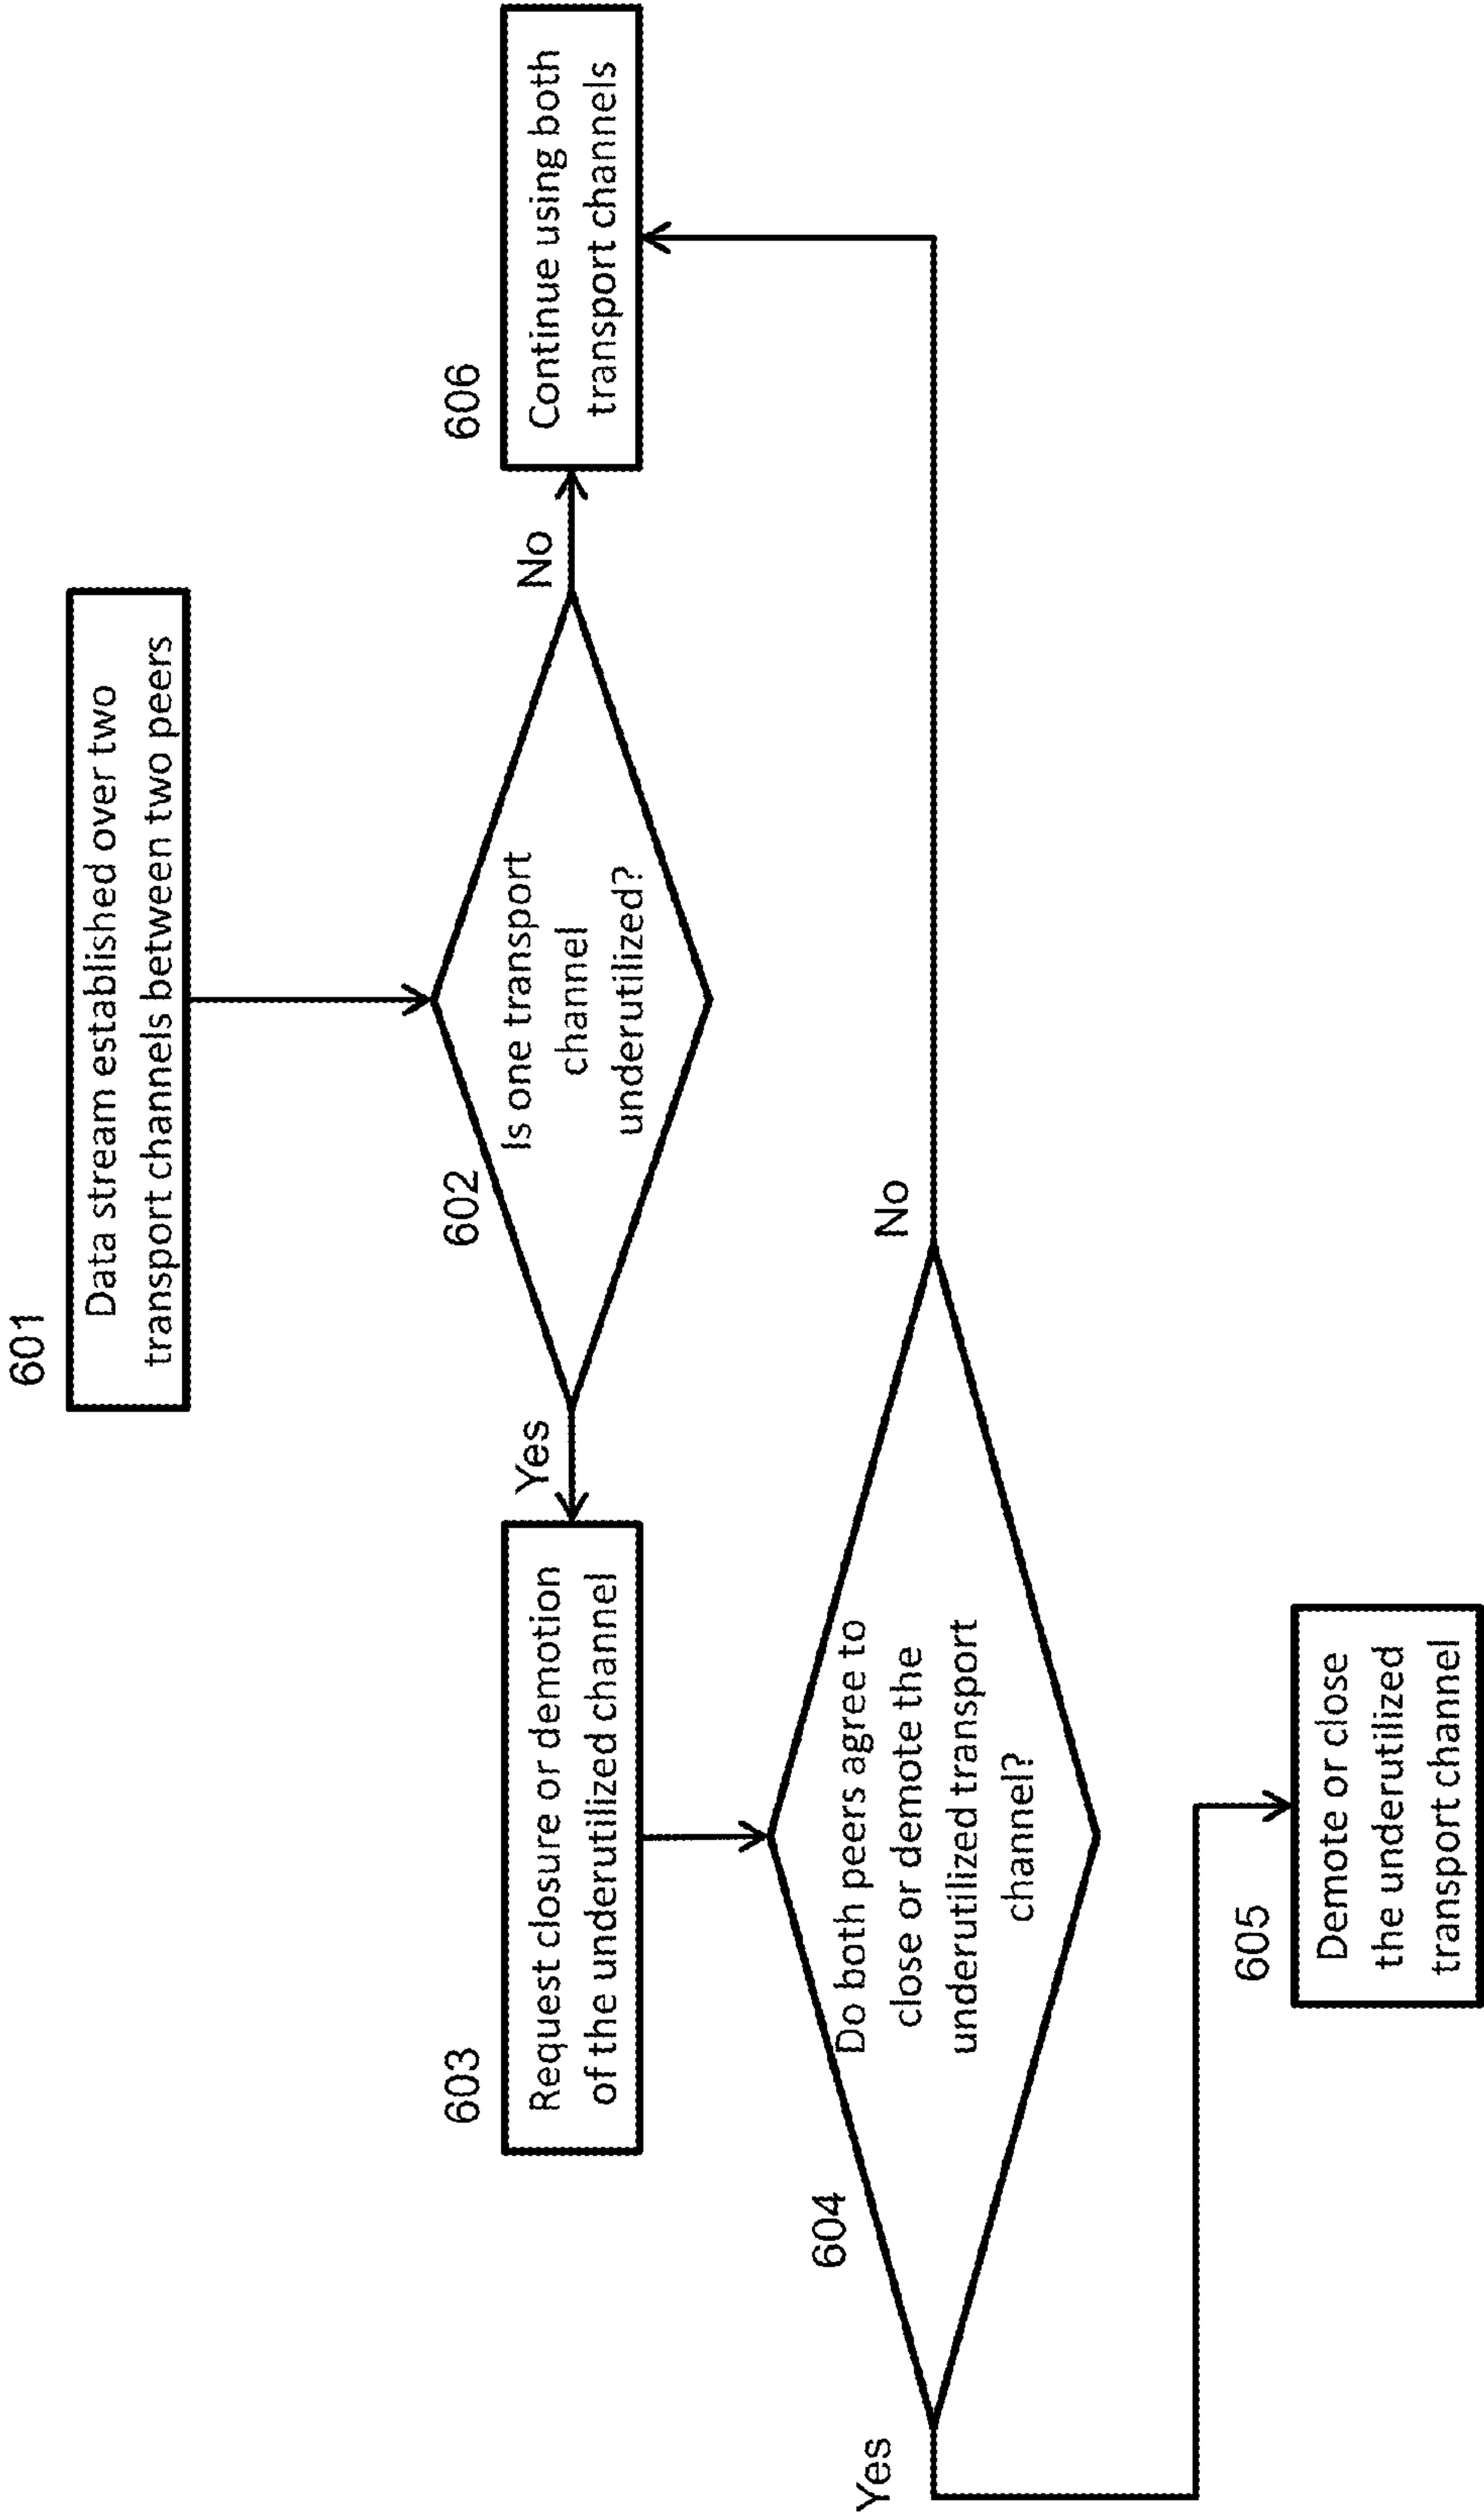 601
Data stream established over two
transport channels between two peers
602
Is one transport
channel
underutilized?
Yes
No
603
Request closure or demotion
of the underutilized channel
606
Continue using both
transport channels
604
Do both peers agree to
close or demote the
underutilized transport
channel?
Yes
No
605
Demote or close
the underutilized
transport channel